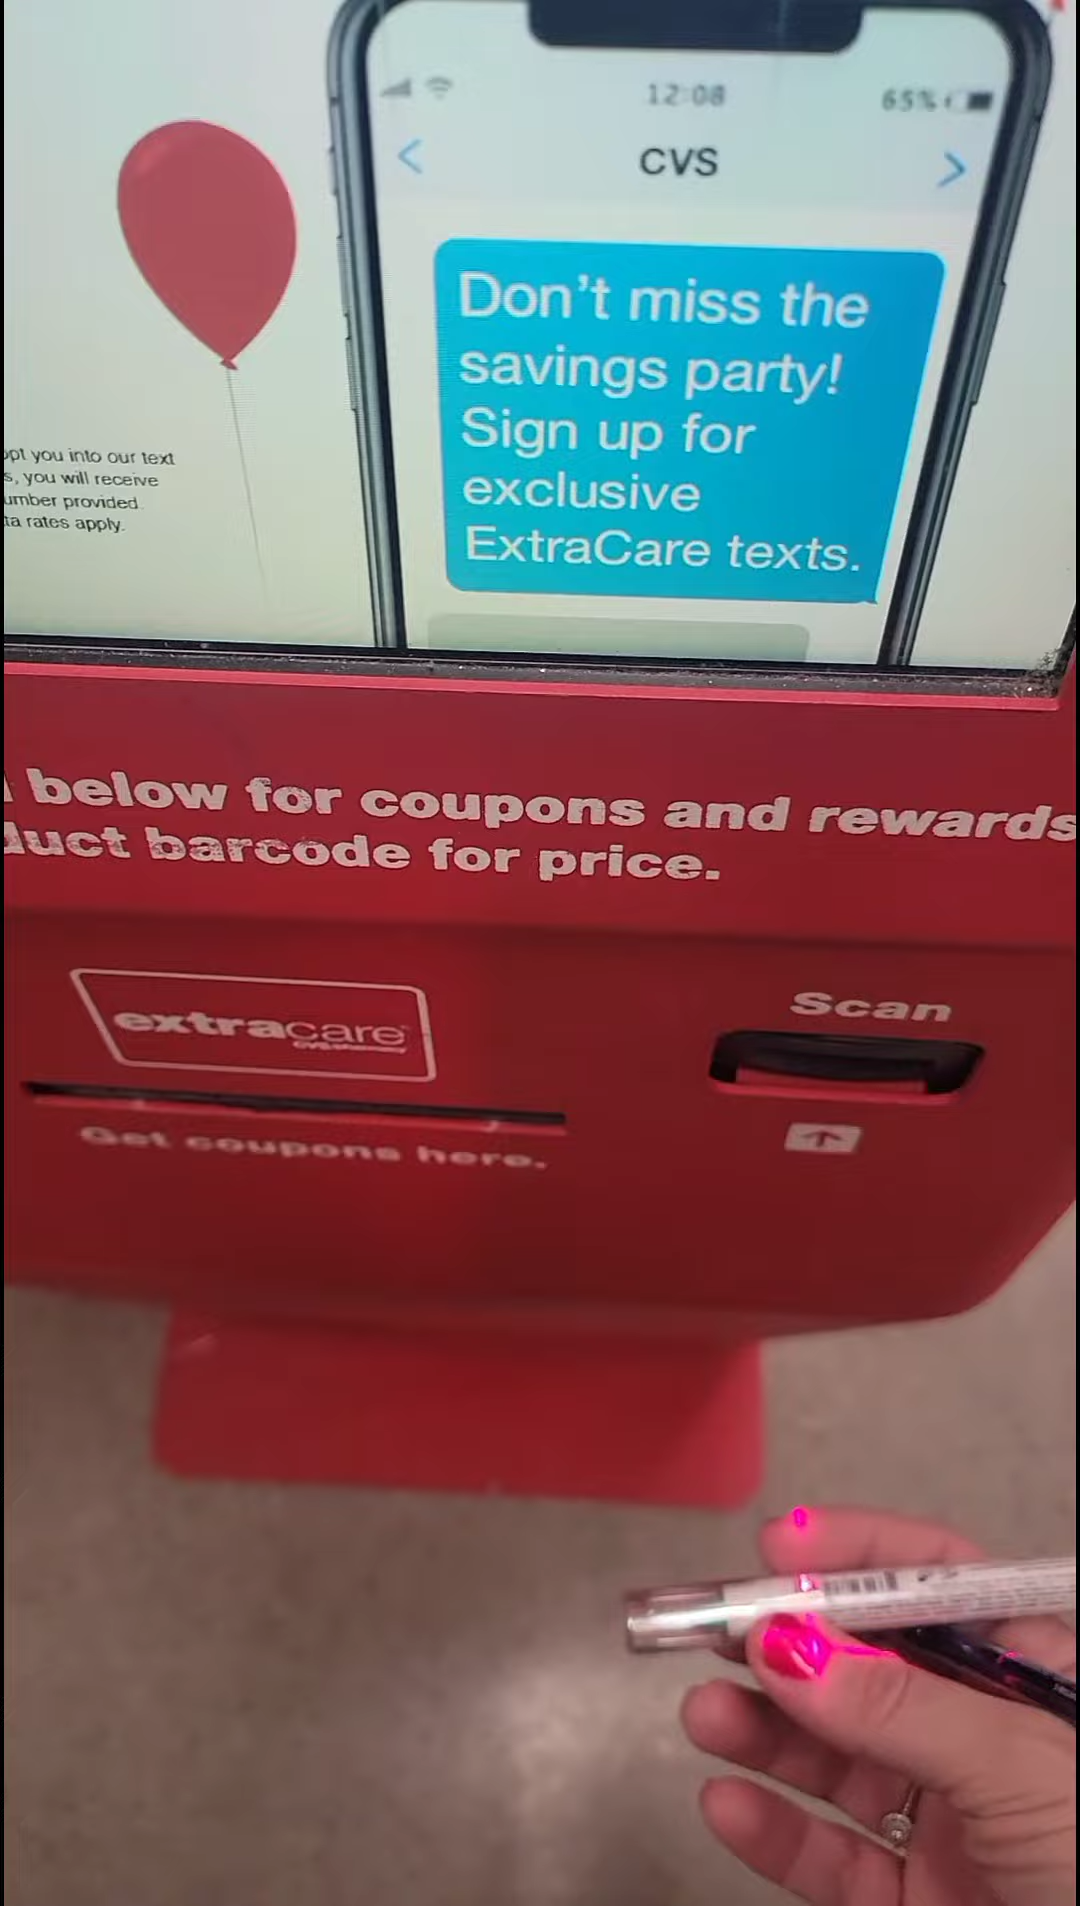 12:08
65%
CVS
Don't miss the
savings party!
Sign up for
exclusive
ExtraCare texts.
opt you into our text
s, you will receive
umber provided.
ta rates apply.
below for coupons and rewards
duct barcode for price.
extracare
CVS pharmacy
Scan
Get coupons here.